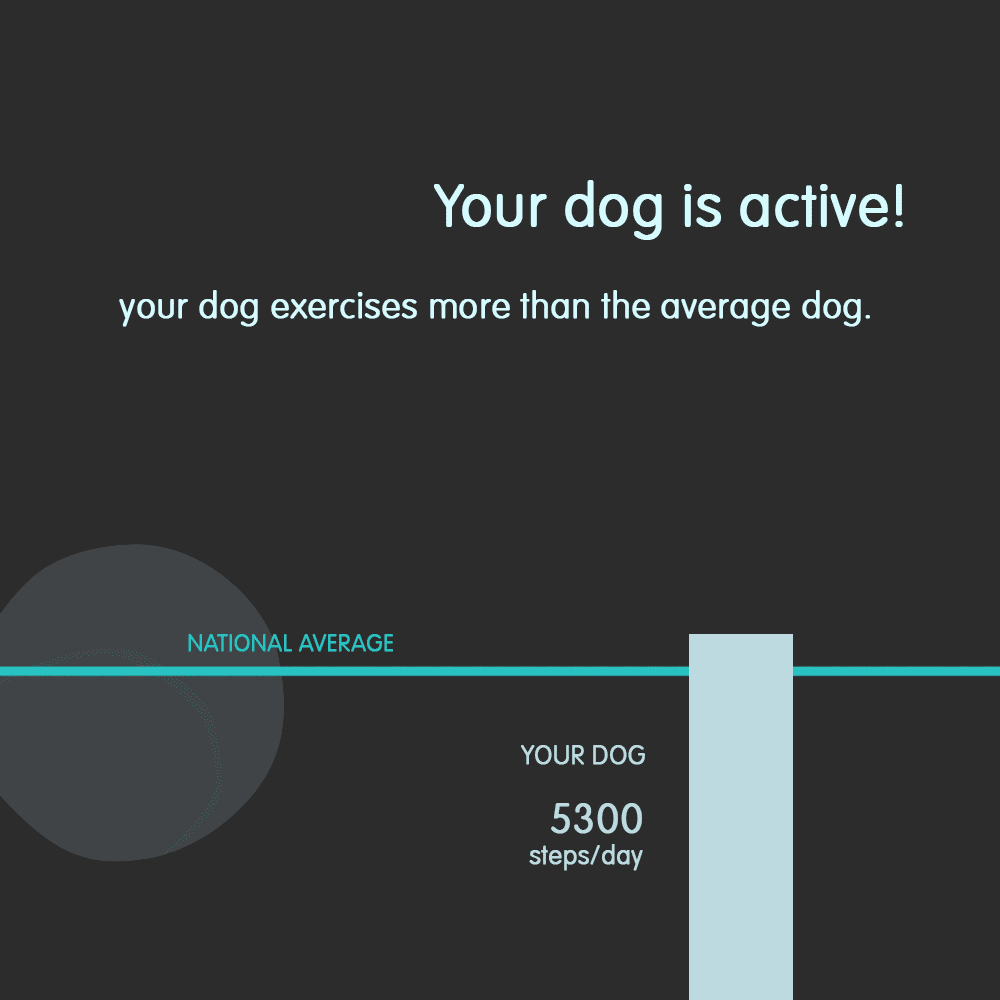 Your dog is active!
your dog exercises more than the average dog.
NATIONAL AVERAGE
YOUR DOG
5300
steps/day